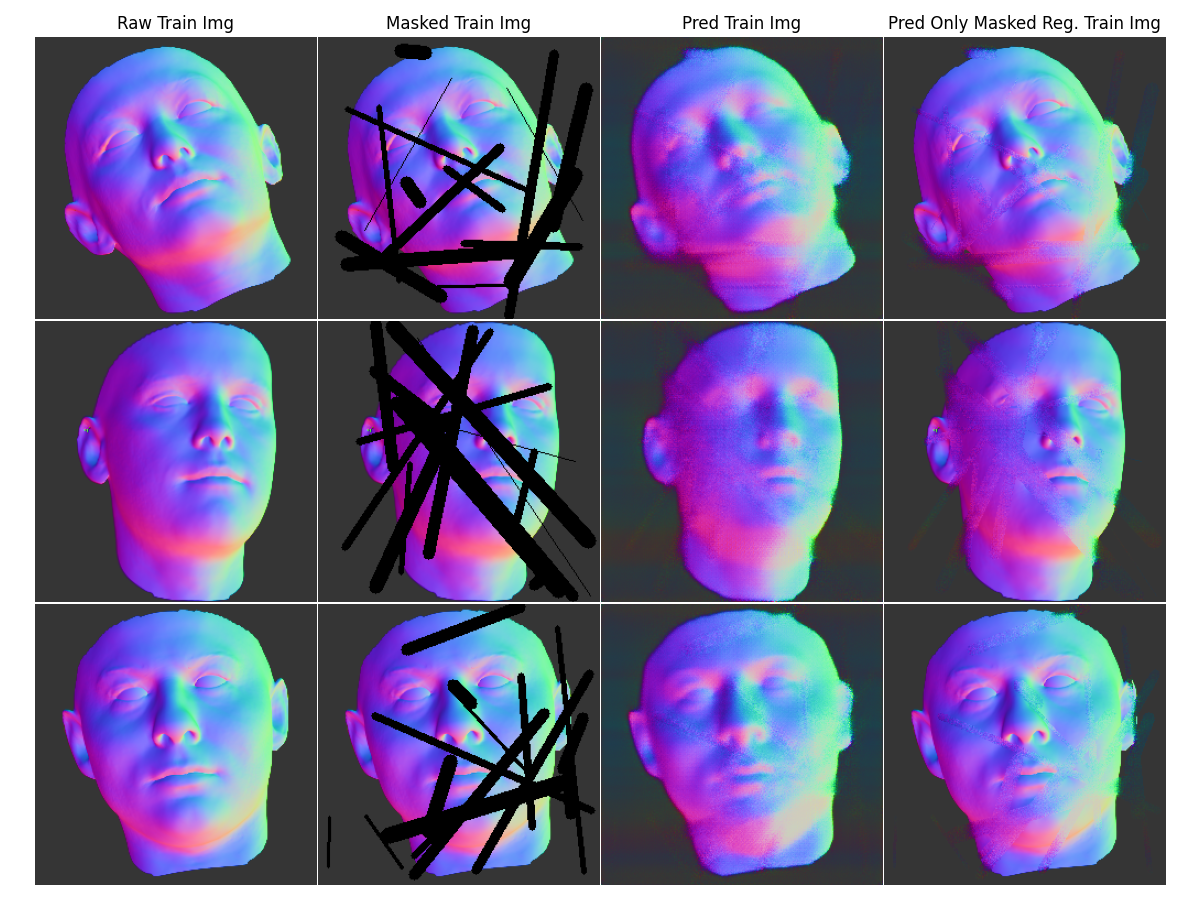 Raw Train Img
Masked Train Img
Pred Train Img
Pred Only Masked Reg. Train Img